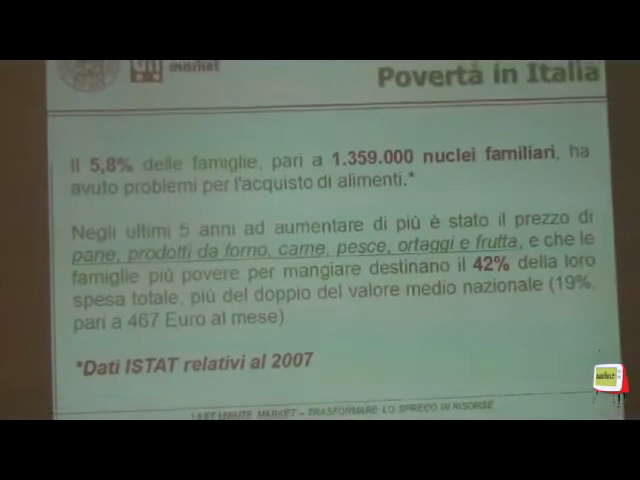 market
Povertà in Italia
Il 5,8% delle famiglie, pari a 1.359.000 nuclei familiari, ha
avuto problemi per l'acquisto di alimenti.*
Negli ultimi 5 anni ad aumentare di più è stato il prezzo di
pane, prodotti da forno, carne, pesce, ortaggi e frutta, e che le
famiglie più povere per mangiare destinano il 42% della loro
spesa totale, più del doppio del valore medio nazionale (19%,
pari a 467 Euro al mese).
*Dati ISTAT relativi al 2007
LAST MINUTE MARKET – TRASFORMARE LO SPRECO IN RISORSE